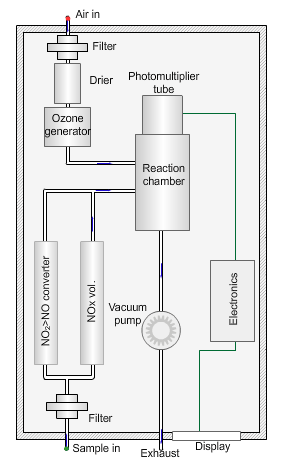 Air in
Filter
Drier
Photomultiplier
tube
Ozone
generator
Reaction
chamber
NO₂>NO converter
NOx vol.
Vacuum
pump
Electronics
Filter
Sample in
Exhaust
Display